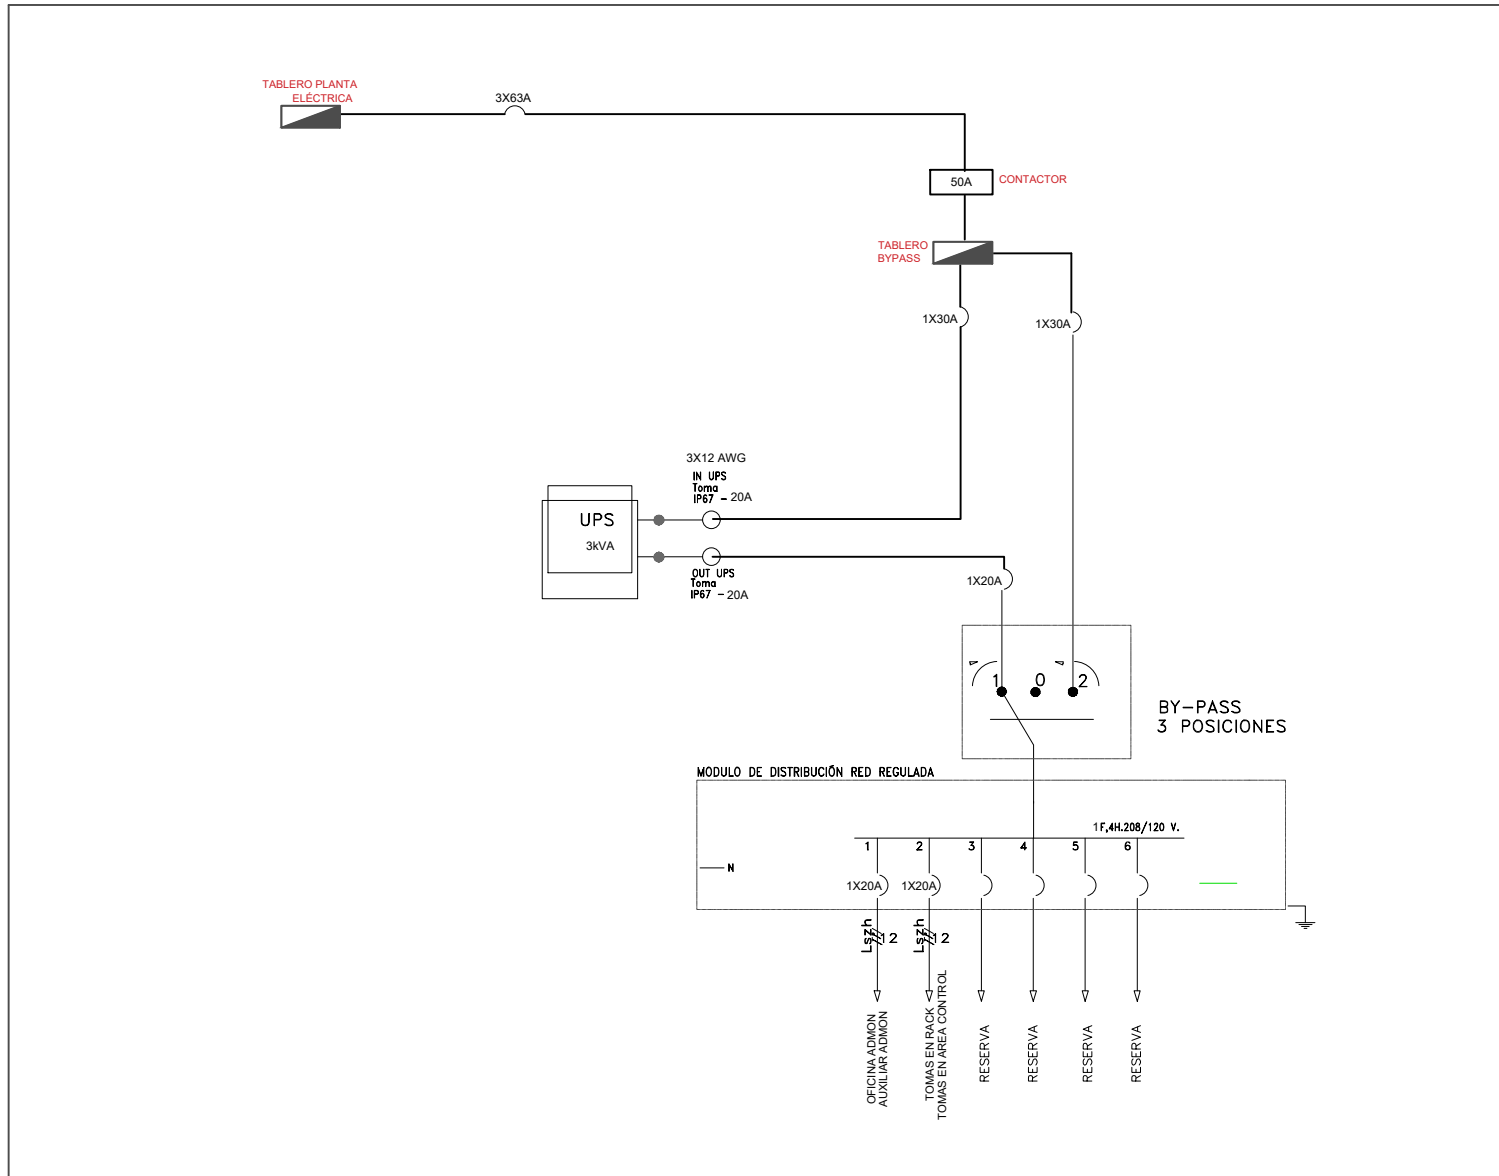 TABLERO PLANTA
ELÉCTRICA
3X63A
50A
CONTACTOR
TABLERO
BYPASS
1X30A
1X30A
3X12 AWG
IN UPS
Toma
IP67 - 20A
UPS
3kVA
OUT UPS
Toma
IP67 - 20A
1X20A
1
0
2
BY-PASS
3 POSICIONES
MODULO DE DISTRIBUCIÓN RED REGULADA
1F,4H.208/120 V.
1
2
3
4
5
6
N
1X20A
1X20A
Lszh
12
Lszh
12
OFICINA ADMON
AUXILIAR ADMON
TOMAS EN RACK
TOMAS EN AREA CONTROL
RESERVA
RESERVA
RESERVA
RESERVA